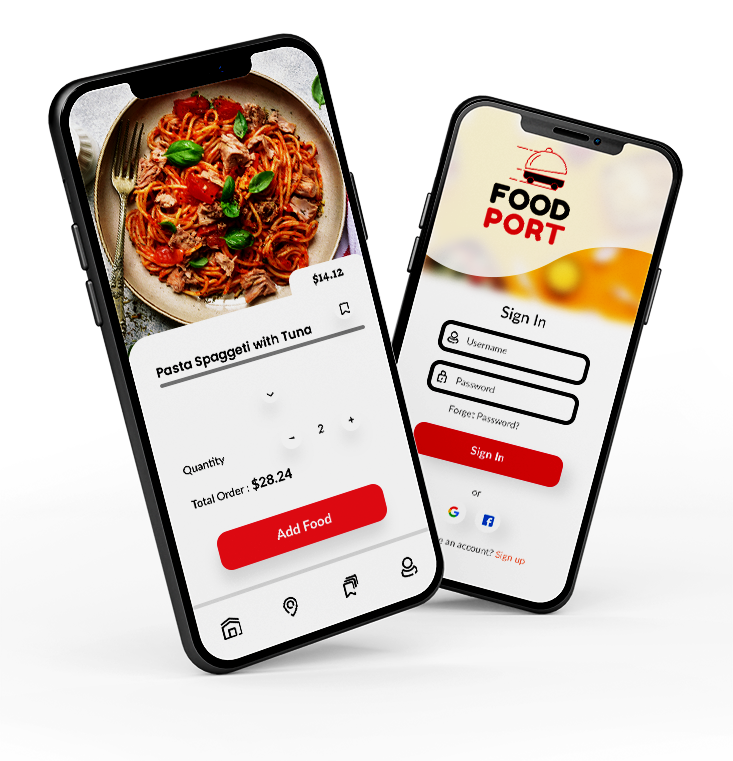 $14.12
Pasta Spaggeti with Tuna
- 2 +
Quantity
Total Order : $28.24
Add Food
FOOD
PORT
Sign In
Username
Password
Forget Password?
Sign In
or
G f
e an account? Sign up